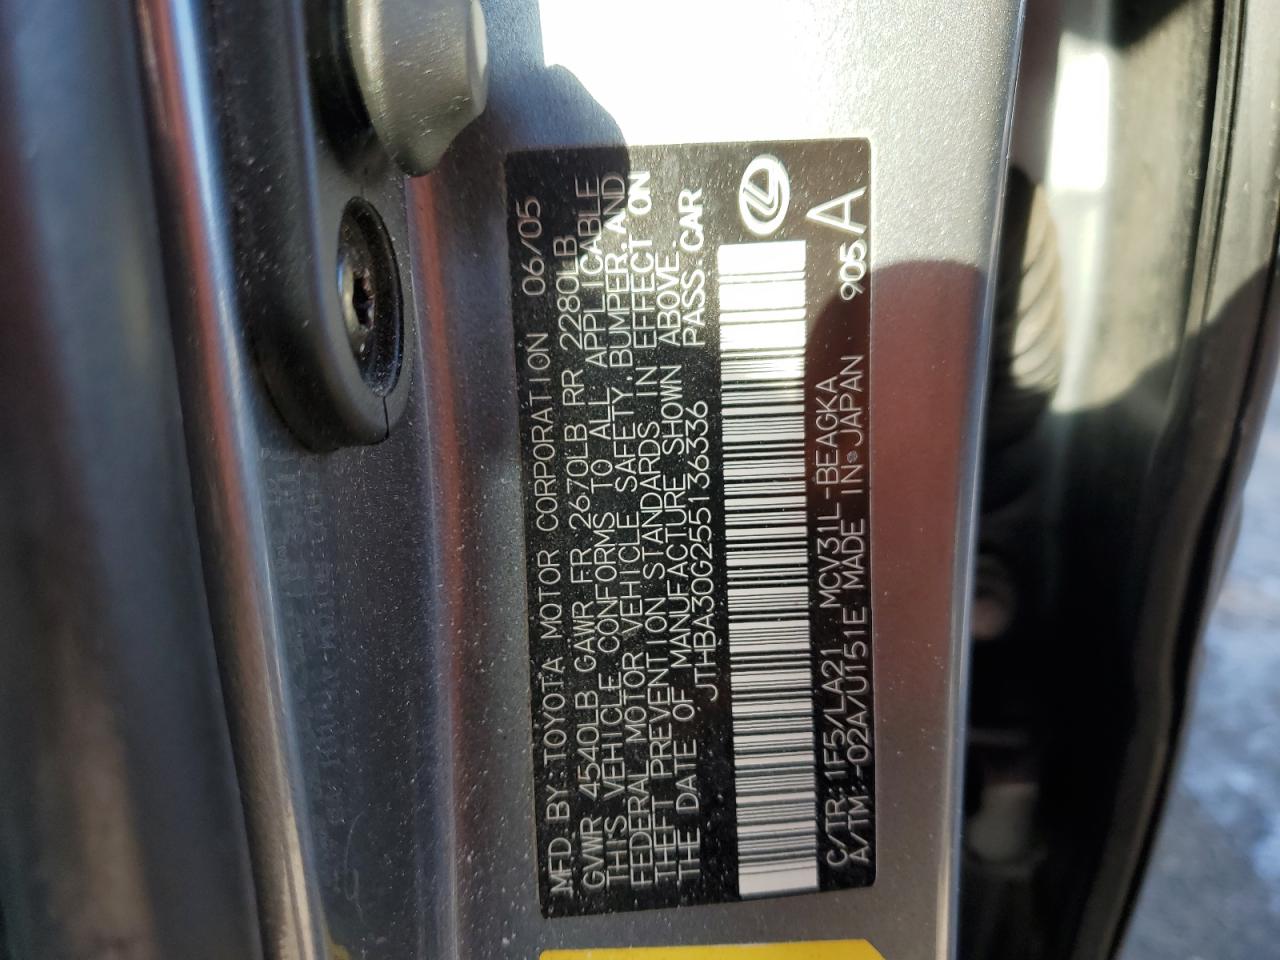 MFD. BY: TOYOTA MOTOR CORPORATION 06/05
GVWR 4540LB GAWR FR 2670LB RR 2280LB
THIS VEHICLE CONFORMS TO ALL APPLICABLE
FEDERAL MOTOR VEHICLE SAFETY, BUMPER, AND
THEFT PREVENTION STANDARDS IN EFFECT ON
THE DATE OF MANUFACTURE SHOWN ABOVE.
JTHBA30G255136336 PASS.CAR
C/TR: 1F5/LA21 MCV31L-BEAGKA 905 A
A/TM: -02A/U151E MADE IN JAPAN